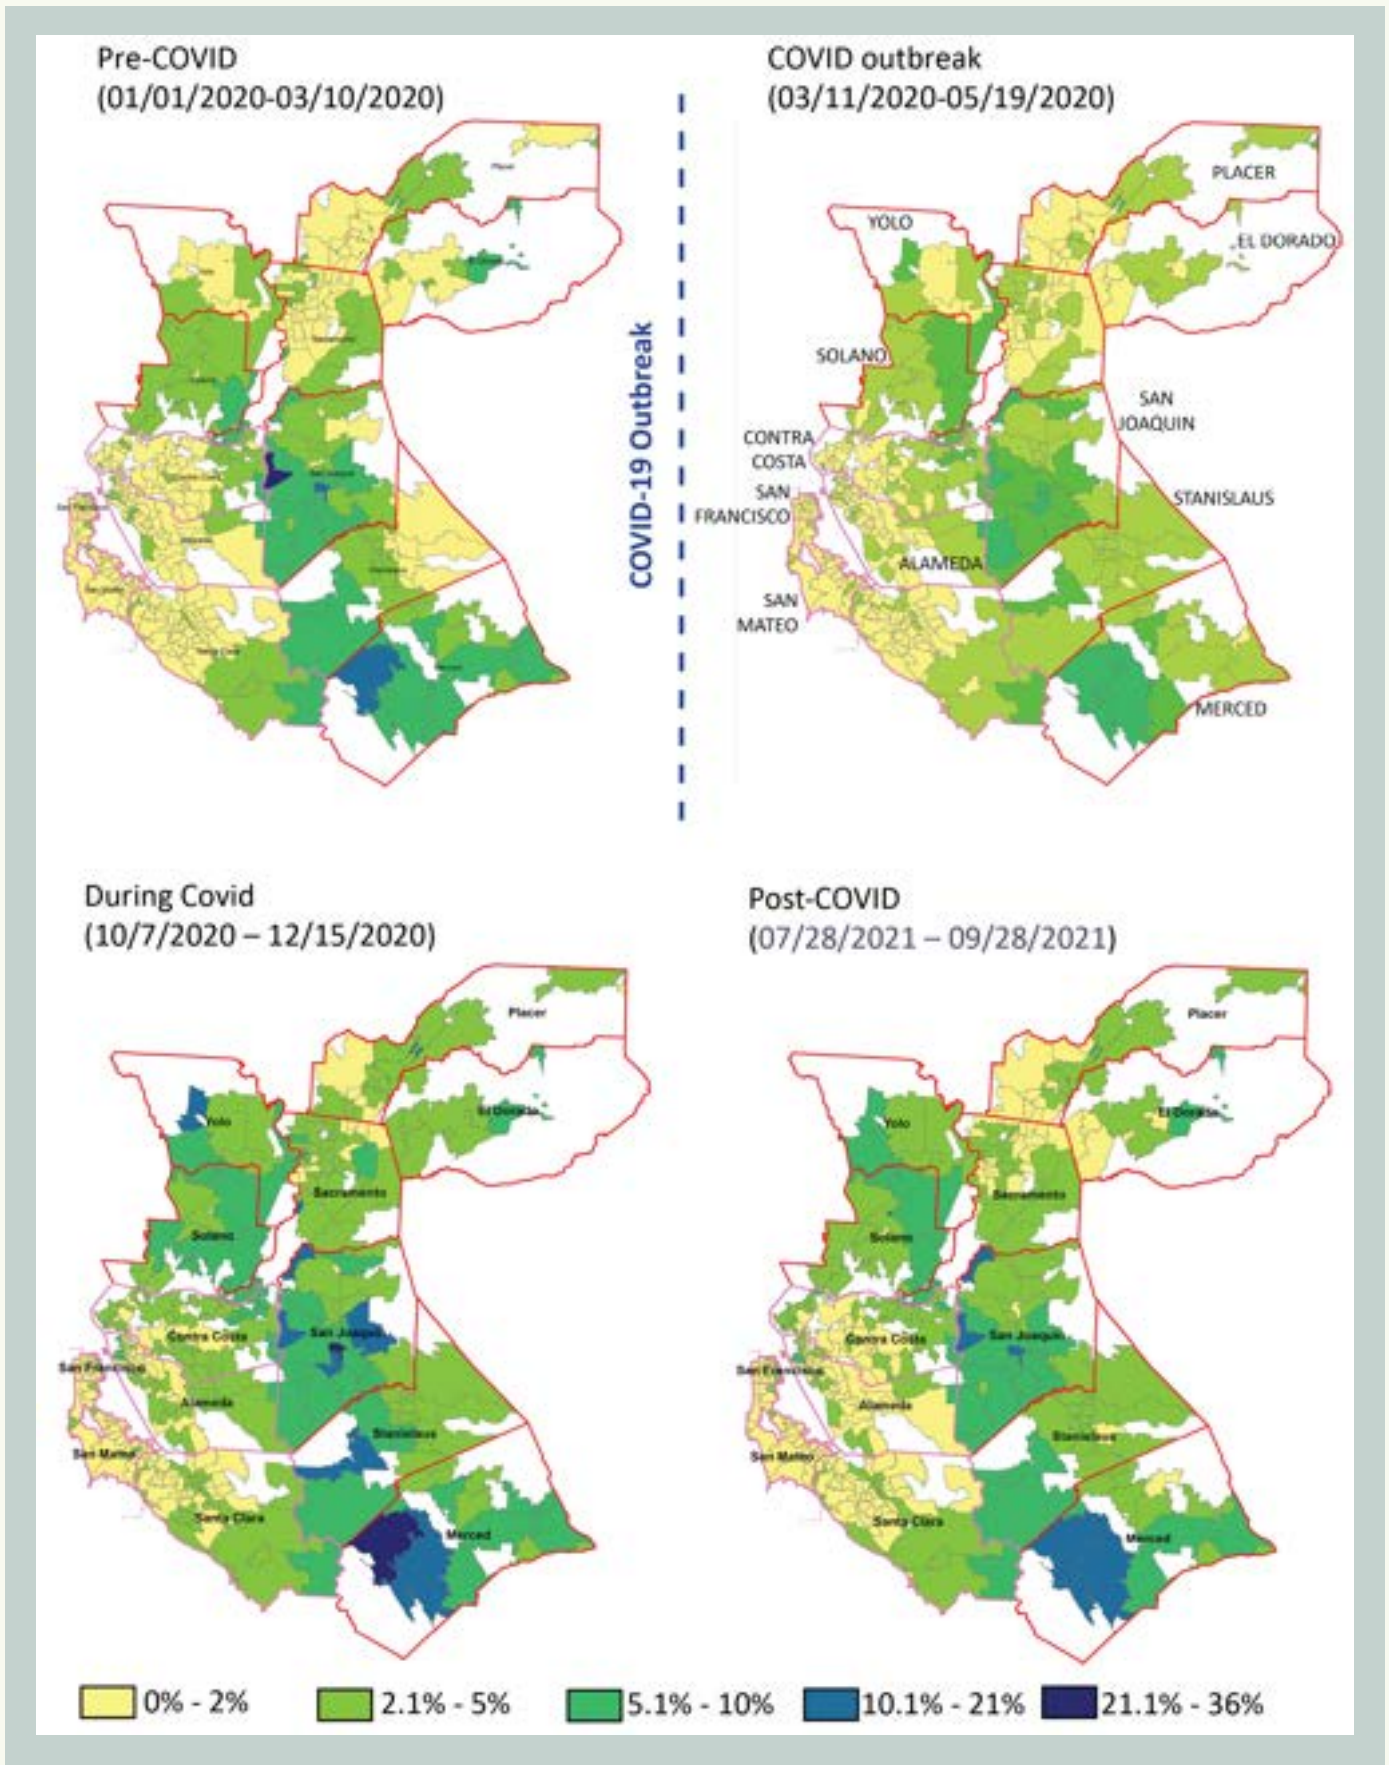 Pre-COVID
(01/01/2020-03/10/2020)
COVID outbreak
(03/11/2020-05/19/2020)
Placer
COVID-19 Outbreak
PLACER
YOLO
EL DORADO
SOLANO
SAN
JOAQUIN
CONTRA
COSTA
SAN
FRANCISCO
STANISLAUS
ALAMEDA
SAN
MATEO
MERCED
During Covid
(10/7/2020 – 12/15/2020)
Post-COVID
(07/28/2021 – 09/28/2021)
Placer
Yolo
El Dorado
Sacramento
Solano
Contra Costa
San Joaquin
San Francisco
Alameda
Stanislaus
San Mateo
Santa Clara
Merced
Placer
Yolo
El Dorado
Sacramento
Solano
Contra Costa
San Joaquin
San Francisco
Alameda
Stanislaus
San Mateo
Santa Clara
Merced
0% - 2%
2.1% - 5%
5.1% - 10%
10.1% - 21%
21.1% - 36%